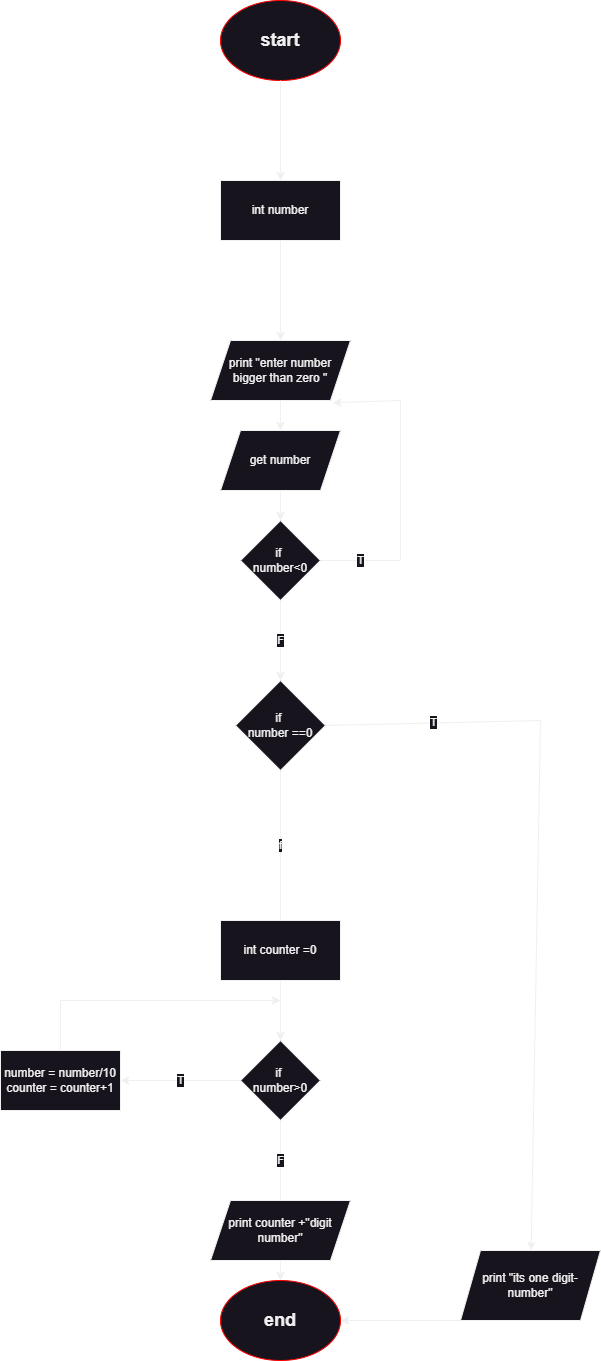 start
int number
print "enter number
bigger than zero "
get number
if
number<0
T
F
if
number ==0
T
f
int counter =0
if
number>0
T
number = number/10
counter = counter+1
F
print counter +"digit
number"
print "its one digit-
number"
end